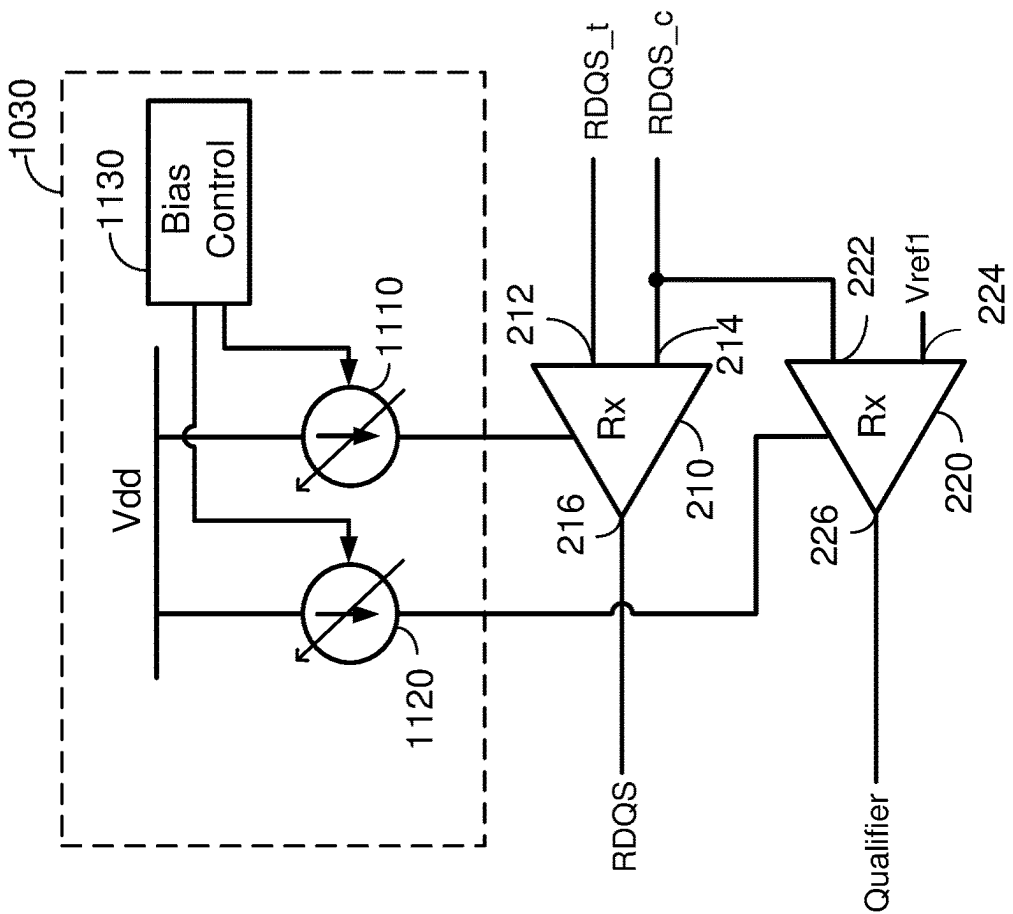 1030
1130
Bias
Control
Vdd
1110
1120
RDQS_t
RDQS_c
212
214
Rx
210
216
RDQS
222
Vref1
224
Rx
220
226
Qualifier